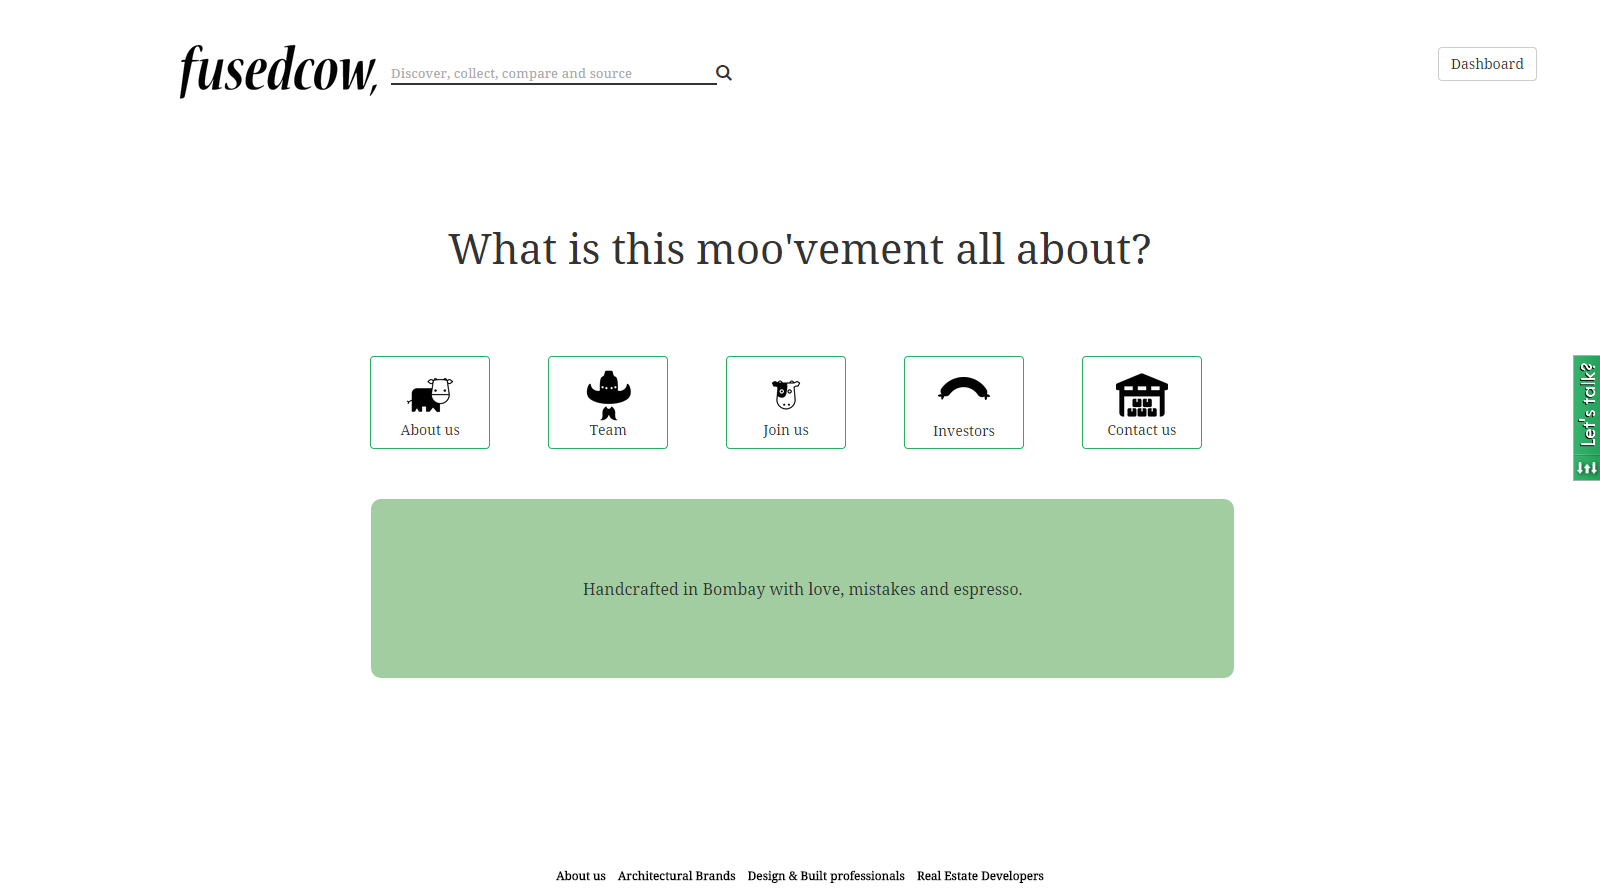 fusedcow,
Discover, collect, compare and source
Dashboard
What is this moo'vement all about?
About us
Team
Join us
Investors
Contact us
Let's talk?
Handcrafted in Bombay with love, mistakes and espresso.
About us Architectural Brands Design & Built professionals Real Estate Developers